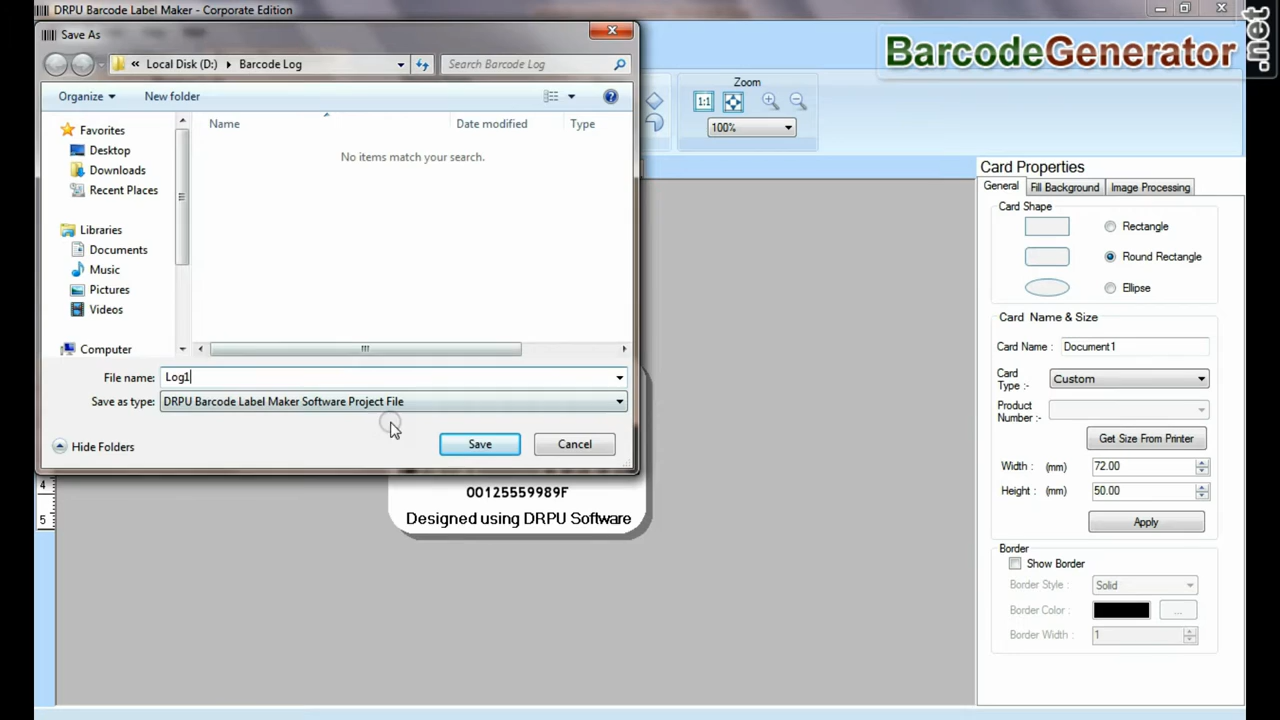 DRPU Barcode Label Maker - Corporate Edition
Save As
« Local Disk (D:) Barcode Log
Search Barcode Log
Organize
New folder
Favorites
Desktop
Downloads
Recent Places
Libraries
Documents
Music
Pictures
Videos
Computer
Name
Date modified
Type
No items match your search.
File name: Log1
Save as type: DRPU Barcode Label Maker Software Project File
Hide Folders
Save
Cancel
Zoom
1:1
100%
BarcodeGenerator
.net
4
5
00125559989F
Designed using DRPU Software
Card Properties
General
Fill Background
Image Processing
Card Shape
Rectangle
Round Rectangle
Ellipse
Card Name & Size
Card Name : Document1
Card Type :- Custom
Product Number :-
Get Size From Printer
Width : (mm) 72.00
Height : (mm) 50.00
Apply
Border
Show Border
Border Style : Solid
Border Color : ...
Border Width : 1